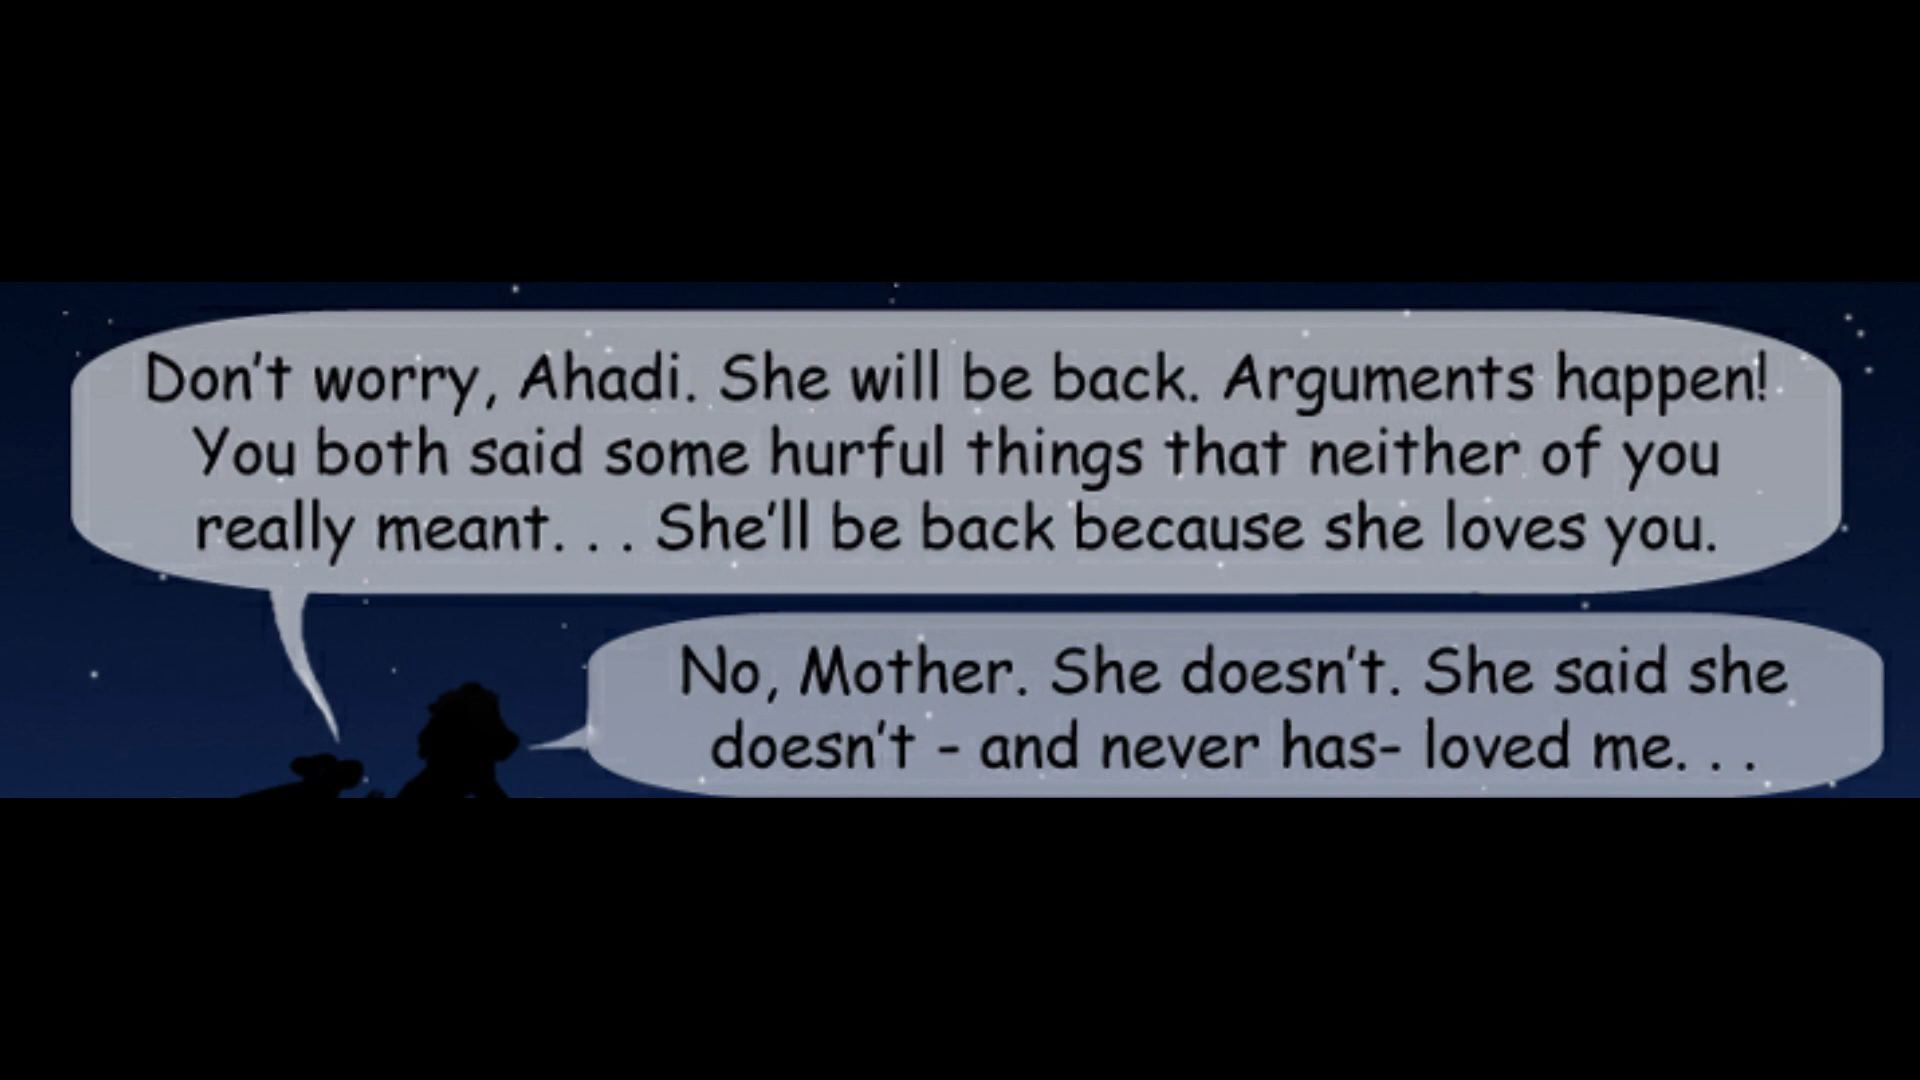 Don't worry, Ahadi. She will be back. Arguments happen!
You both said some hurful things that neither of you
really meant. . . She'll be back because she loves you.
No, Mother. She doesn't. She said she
doesn't - and never has- loved me. . .